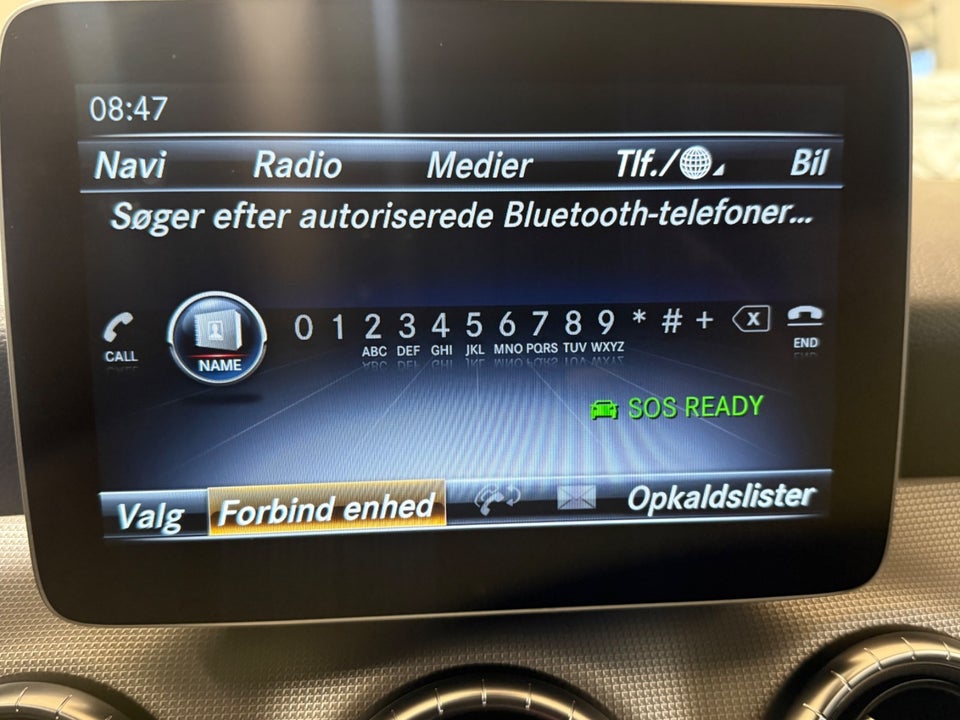 08:47
Navi Radio Medier Tlf./ Bil
Søger efter autoriserede Bluetooth-telefoner...
0 1 2 3 4 5 6 7 8 9 * # + X
CALL NAME ABC DEF GHI JKL MNO PQRS TUV WXYZ END
SOS READY
Valg Forbind enhed Opkaldslister